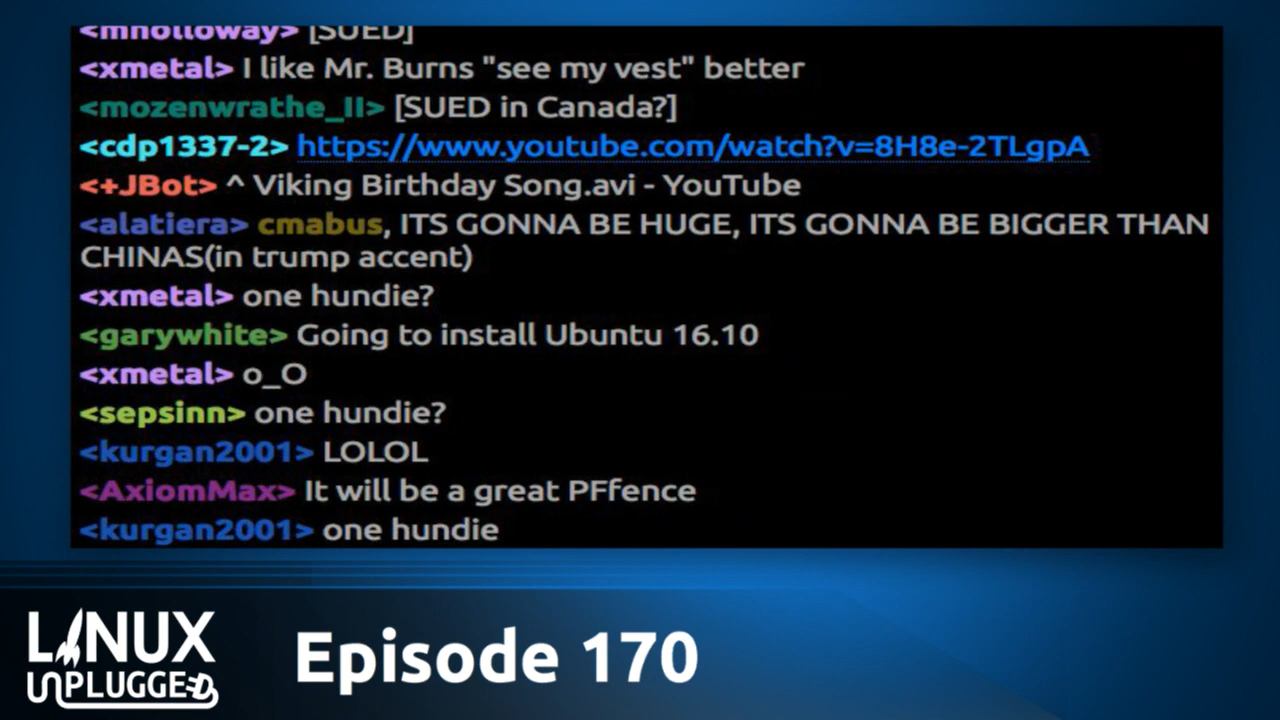 <mholloway> [SUED]
<xmetal> I like Mr. Burns "see my vest" better
<mozenwrathe_II> [SUED in Canada?]
<cdp1337-2> https://www.youtube.com/watch?v=8H8e-2TLgpA
<+JBot> ^ Viking Birthday Song.avi - YouTube
<alatiera> cmabus, ITS GONNA BE HUGE, ITS GONNA BE BIGGER THAN
CHINAS(in trump accent)
<xmetal> one hundie?
<garywhite> Going to install Ubuntu 16.10
<xmetal> o_O
<sepsinn> one hundie?
<kurgan2001> LOLOL
<AxiomMax> It will be a great PFfence
<kurgan2001> one hundie
LINUX
UNPLUGGED
Episode 170